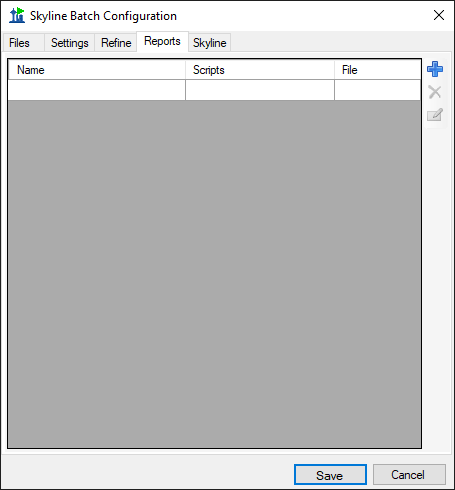 Skyline Batch Configuration
Files Settings Refine Reports Skyline
Name Scripts File
Save Cancel